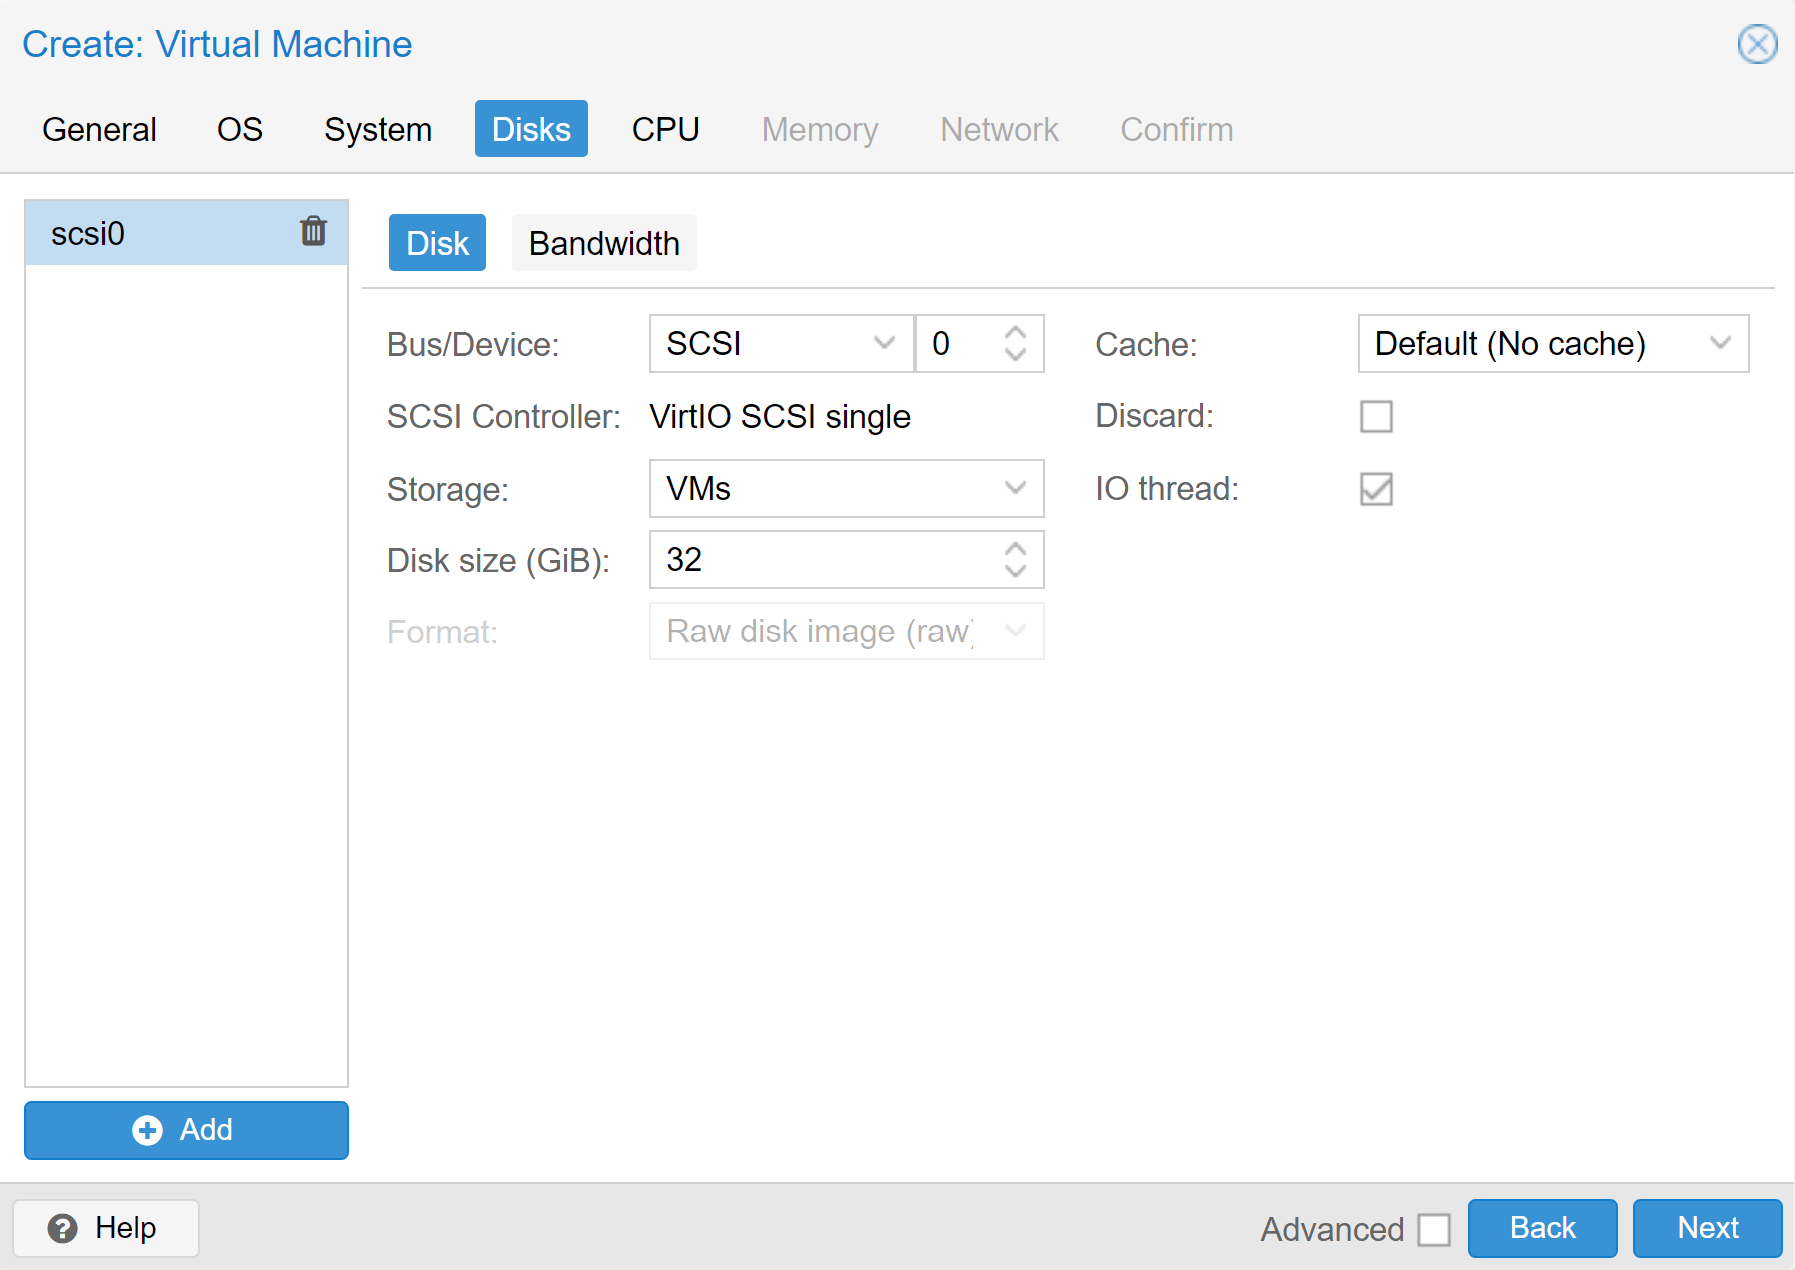 Create: Virtual Machine
General OS System Disks CPU Memory Network Confirm
scsi0
Disk Bandwidth
Bus/Device: SCSI 0 Cache: Default (No cache)
SCSI Controller: VirtIO SCSI single Discard:
Storage: VMs IO thread:
Disk size (GiB): 32
Format: Raw disk image (raw)
Add
Help Advanced Back Next